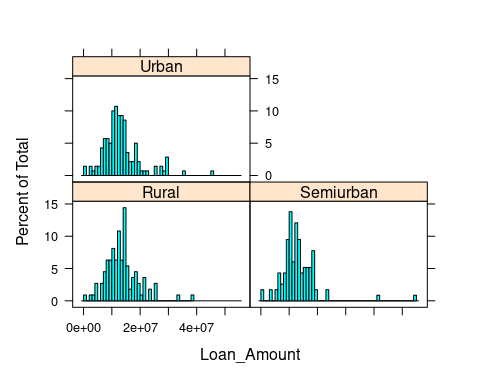 Urban
15
10
5
0
Percent of Total
Rural
Semiurban
15
10
5
0
0e+00
2e+07
4e+07
Loan_Amount